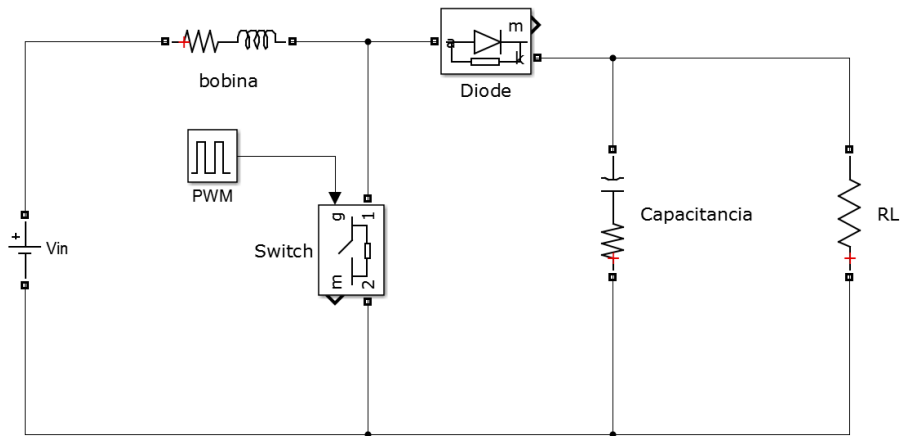 bobina
a
m
k
Diode
PWM
g
1
m
2
Switch
+
Vin
Capacitancia
RL